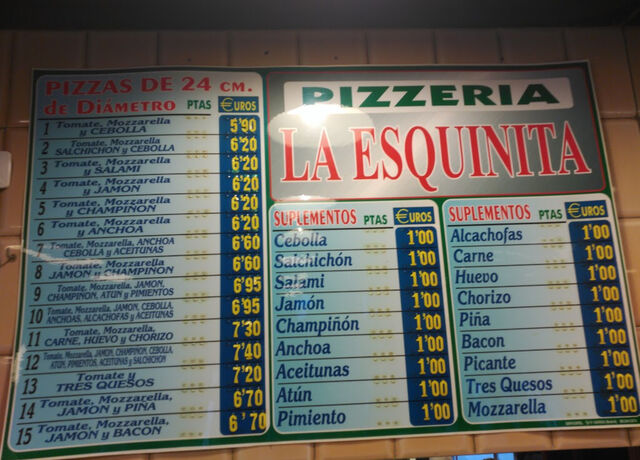 PIZZAS DE 24 CM.
de DIÁMETRO PTAS €UROS
1 Tomate, Mozzarella
y CEBOLLA 5'90
2 Tomate, Mozzarella
SALCHICHON y CEBOLLA 6'20
3 Tomate, Mozzarella
y SALAMI 6'20
4 Tomate, Mozzarella
y JAMON 6'20
5 Tomate, Mozzarella
y CHAMPIÑON 6'20
6 Tomate, Mozzarella
y ANCHOA 6'20
7 Tomate, Mozzarella, ANCHOA
CEBOLLA y ACEITUNAS 6'60
8 Tomate, Mozzarella
JAMON y CHAMPIÑON 6'60
9 Tomate, Mozzarella, JAMON,
CHAMPIÑON, ATUN y PIMIENTOS 6'95
10 Tomate, Mozzarella, JAMON, CEBOLLA,
ANCHOAS, ALCACHOFAS y ACEITUNAS 6'95
11 Tomate, Mozzarella,
CARNE, HUEVO y CHORIZO 7'30
12 Tomate, Mozzarella, JAMON, CHAMPIÑON, CEBOLLA,
ATUN, PIMIENTOS, ACEITUNAS y SALCHICHON 7'40
13 Tomate y
TRES QUESOS 7'20
14 Tomate, Mozzarella,
JAMON y PIÑA 6'70
15 Tomate, Mozzarella,
JAMON y BACON 6'70
PIZZERIA
LA ESQUINITA
SUPLEMENTOS PTAS €UROS
Cebolla 1'00
Salchichón 1'00
Salami 1'00
Jamón 1'00
Champiñón 1'00
Anchoa 1'00
Aceitunas 1'00
Atún 1'00
Pimiento 1'00
SUPLEMENTOS PTAS €UROS
Alcachofas 1'00
Carne 1'00
Huevo 1'00
Chorizo 1'00
Piña 1'00
Bacon 1'00
Picante 1'00
Tres Quesos 1'00
Mozzarella 1'00